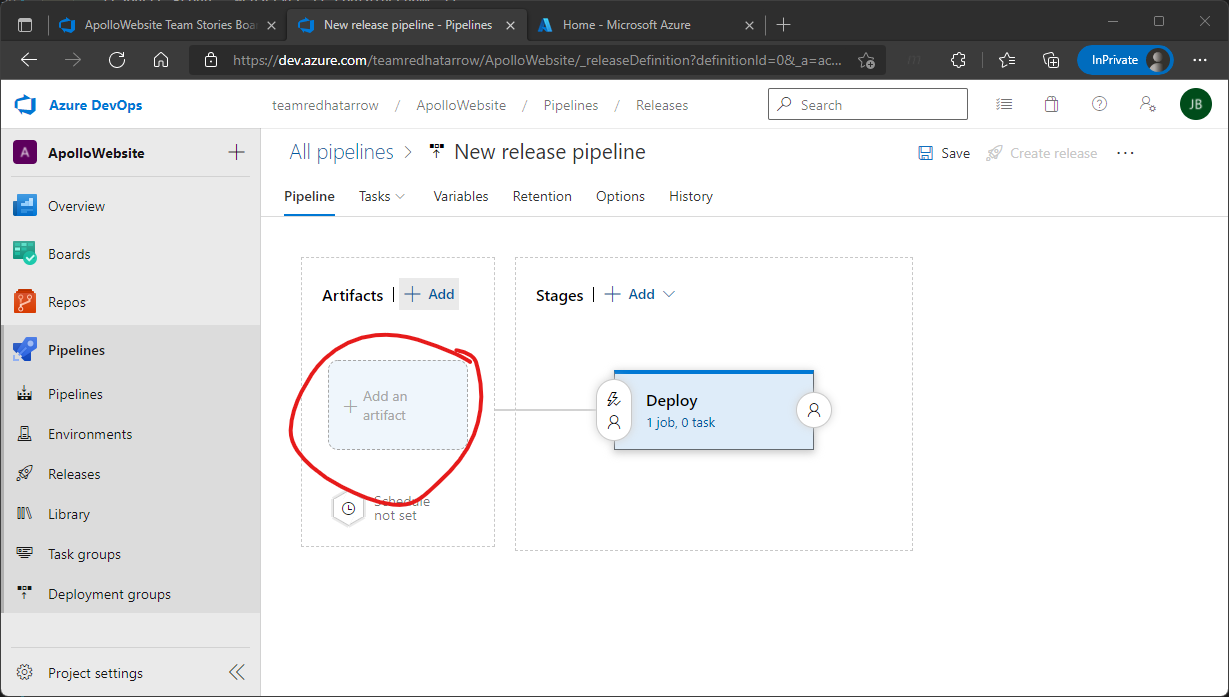 ApolloWebsite Team Stories Boa
New release pipeline - Pipelines
Home - Microsoft Azure
https://dev.azure.com/teamredhatarrow/ApolloWebsite/_releaseDefinition?definitionId=0&_a=ac...
InPrivate
Azure DevOps
teamredhatarrow / ApolloWebsite / Pipelines / Releases
Search
JB
A
ApolloWebsite
All pipelines > New release pipeline
Save
Create release
Pipeline
Tasks
Variables
Retention
Options
History
Overview
Boards
Repos
Pipelines
Pipelines
Environments
Releases
Library
Task groups
Deployment groups
Project settings
Artifacts | + Add
Add an
artifact
Schedule
not set
Stages | + Add
Deploy
1 job, 0 task